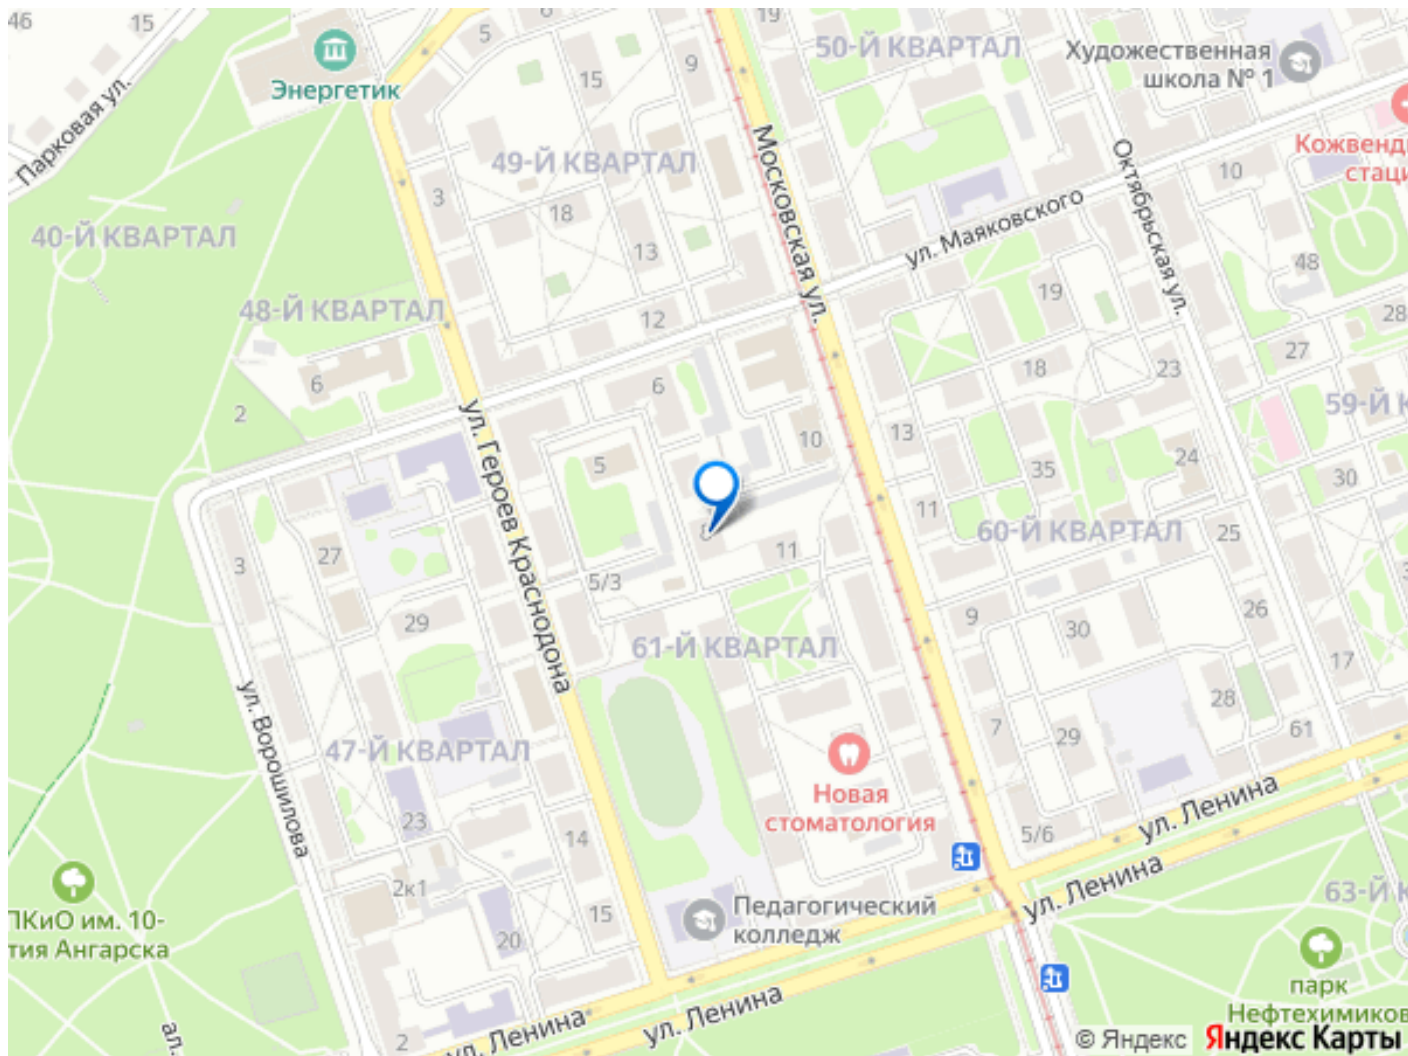 46
15
5
6
19
50-Й КВАРТАЛ
Художественная
школа № 1
Энергетик
15
9
Парковая ул.
Московская ул.
Октябрьская ул.
Кожвенд
стаци
49-Й КВАРТАЛ
3
18
13
10
ул. Маяковского
40-Й КВАРТАЛ
48-Й КВАРТАЛ
12
19
48
28
27
6
2
6
18
23
59-Й К
ул. Героев Краснодона
5
10
13
35
24
30
11
8
11
60-Й КВАРТАЛ
25
3
27
5/3
29
9
30
26
61-Й КВАРТАЛ
17
ул. Ворошилова
47-Й КВАРТАЛ
7
29
28
61
Новая
стоматология
23
14
5/6
ул. Ленина
2к1
15
20
Педагогический
колледж
ул. Ленина
63-Й К
ПКиО им. 10-
тия Ангарска
парк
Нефтехимиков
ал.
2
ул. Ленина
ул. Ленина
© Яндекс Яндекс Карты